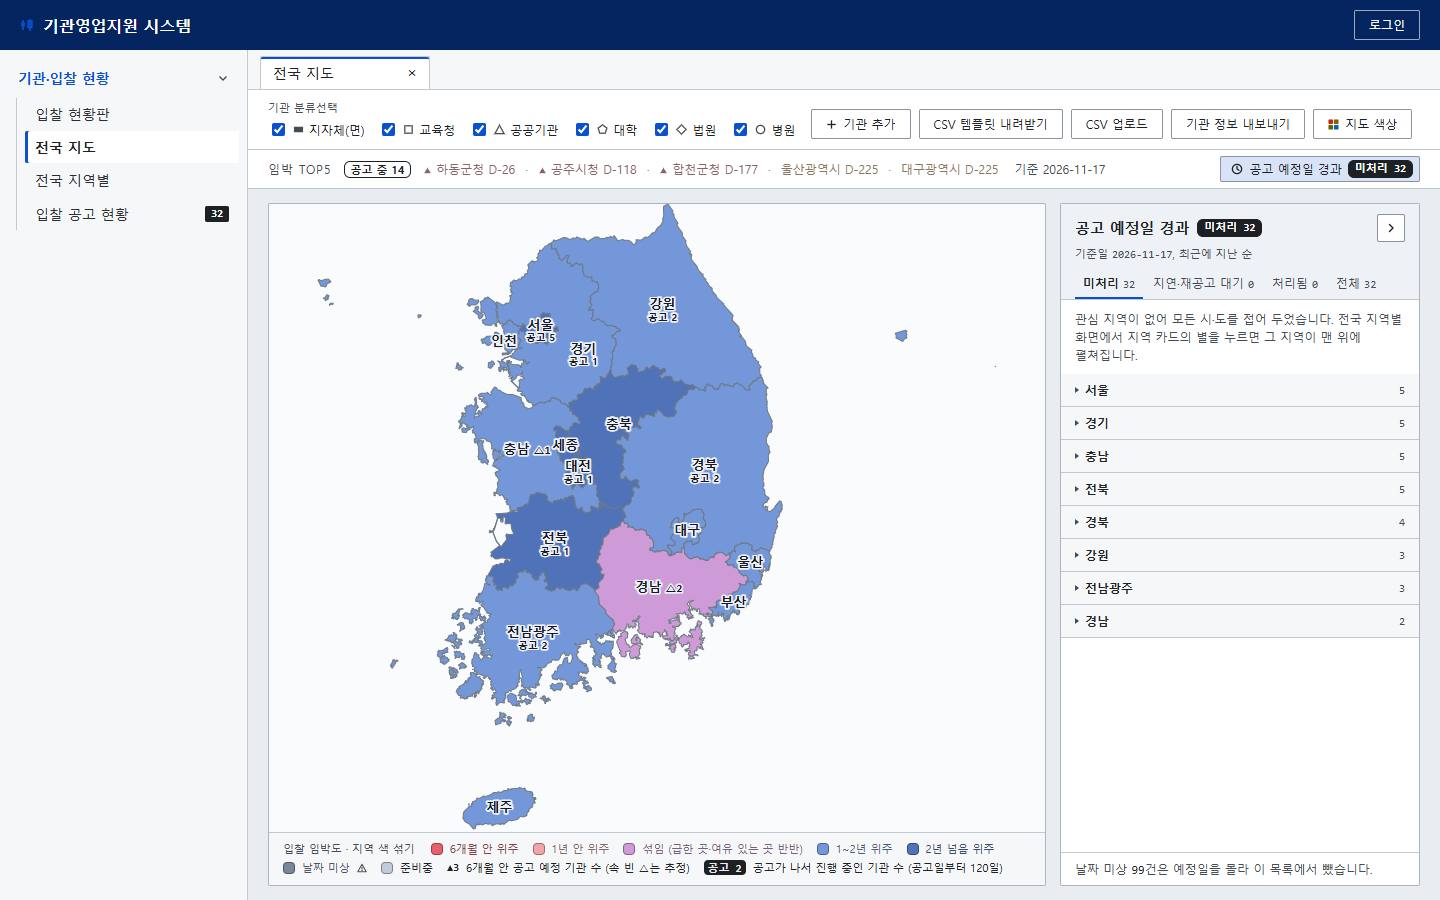 기관영업지원 시스템
로그인
기관·입찰 현황
입찰 현황판
전국 지도
전국 지역별
입찰 공고 현황 32
전국 지도 ×
기관 분류선택
지자체(면) 교육청 공공기관 대학 법원 병원
+ 기관 추가
CSV 템플릿 내려받기
CSV 업로드
기관 정보 내보내기
지도 색상
임박 TOP5 공고 중 14 ▲ 하동군청 D-26 · ▲ 공주시청 D-118 · ▲ 합천군청 D-177 · 울산광역시 D-225 · 대구광역시 D-225 기준 2026-11-17
공고 예정일 경과 미처리 32
강원
공고 2
서울
공고 5
인천
경기
공고 1
충북
충남 △1
세종
대전
공고 1
경북
공고 2
대구
전북
공고 1
울산
경남 △2
부산
전남광주
공고 2
제주
입찰 임박도 · 지역 색 섞기 6개월 안 위주 1년 안 위주 섞임 (급한 곳·여유 있는 곳 반반) 1~2년 위주 2년 넘음 위주
날짜 미상 ⚠ 준비중 ▲3 6개월 안 공고 예정 기관 수 (속 빈 △는 추정) 공고 2 공고가 나서 진행 중인 기관 수 (공고일부터 120일)
공고 예정일 경과 미처리 32
기준일 2026-11-17, 최근에 지난 순
미처리 32 지연·재공고 대기 0 처리됨 0 전체 32
관심 지역이 없어 모든 시·도를 접어 두었습니다. 전국 지역별
화면에서 지역 카드의 별을 누르면 그 지역이 맨 위에
펼쳐집니다.
서울 5
경기 5
충남 5
전북 5
경북 4
강원 3
전남광주 3
경남 2
날짜 미상 99건은 예정일을 몰라 이 목록에서 뺐습니다.